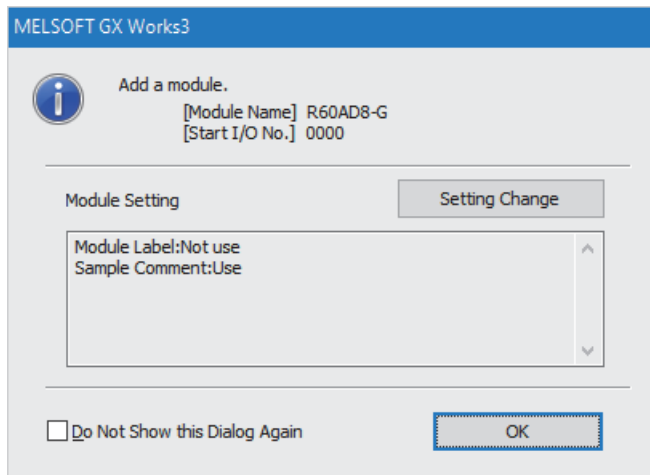 MELSOFT GX Works3
Add a module.
[Module Name] R60AD8-G
[Start I/O No.] 0000
Module Setting
Setting Change
Module Label:Not use
Sample Comment:Use
Do Not Show this Dialog Again
OK